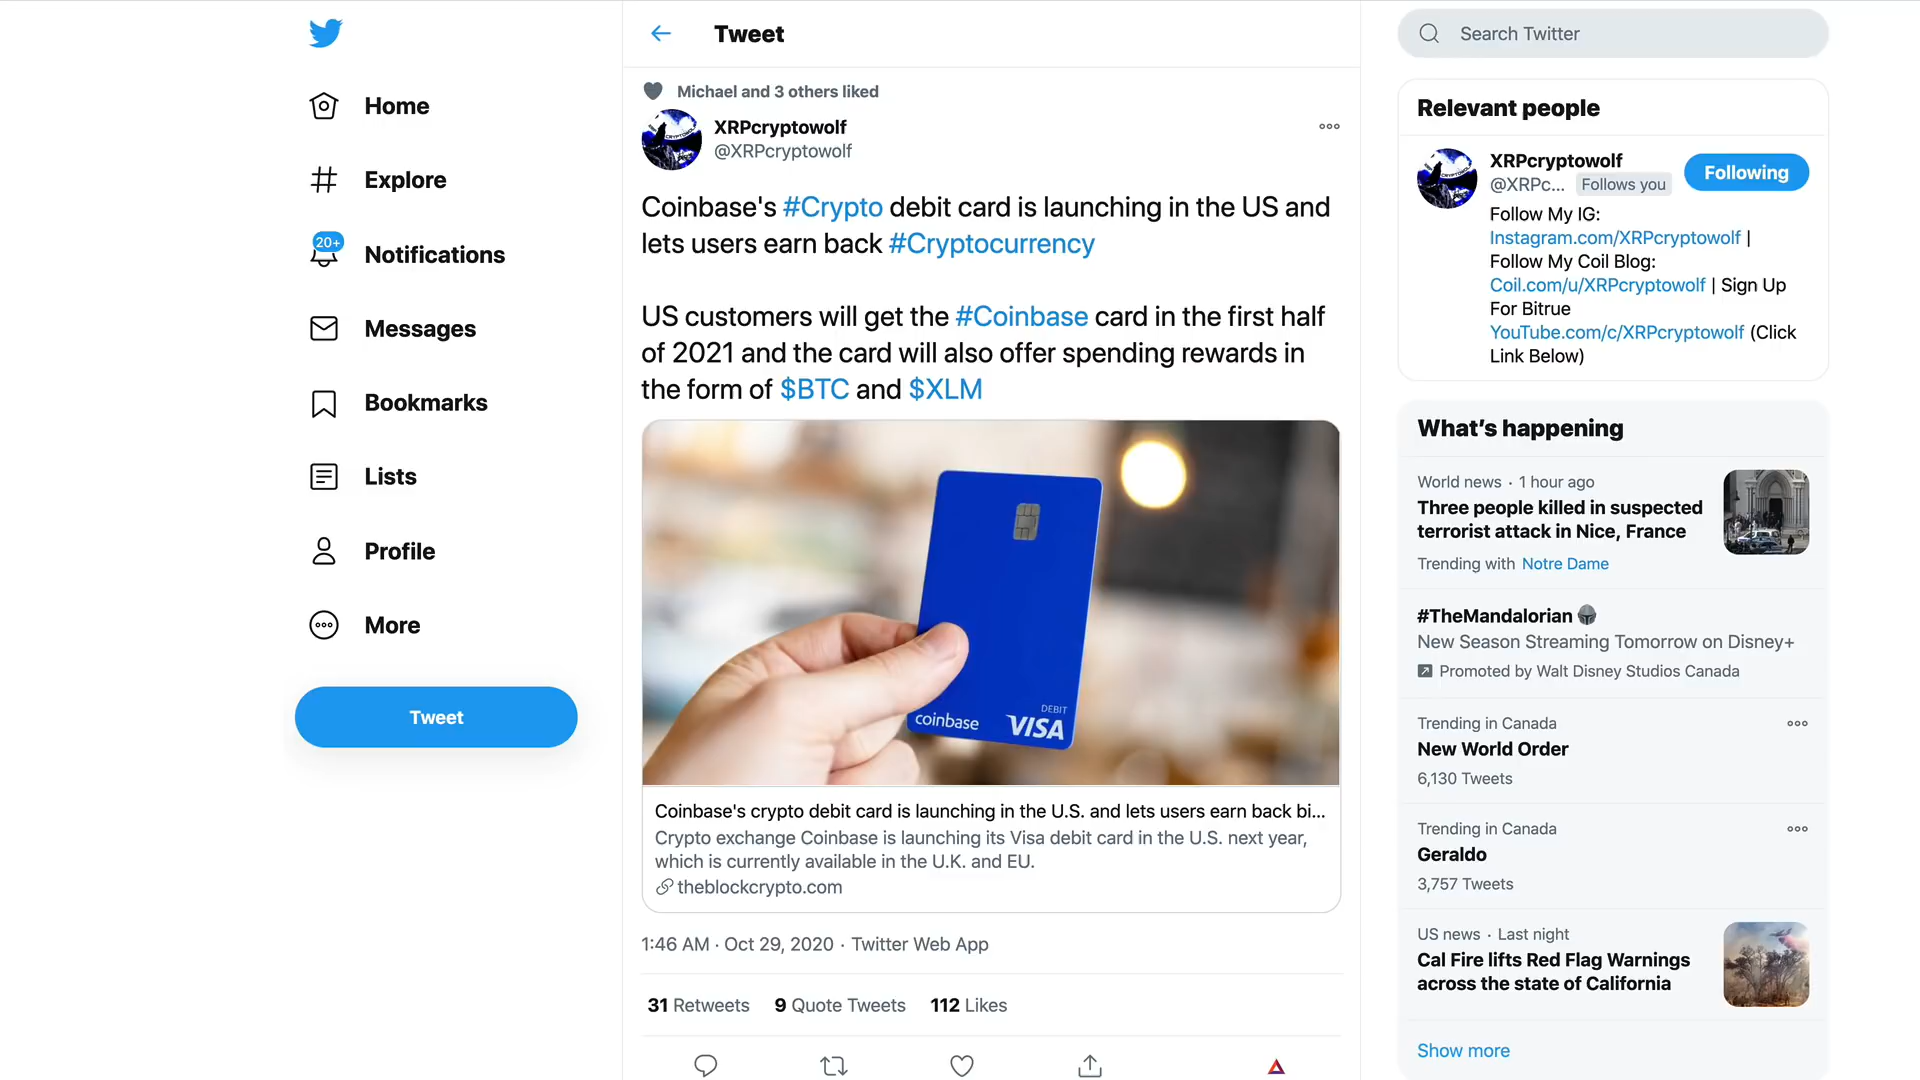 Home
Explore
20+
Notifications
Messages
Bookmarks
Lists
Profile
More
Tweet
Tweet
Michael and 3 others liked
XRPcryptowolf
@XRPcryptowolf
Coinbase's #Crypto debit card is launching in the US and
lets users earn back #Cryptocurrency
US customers will get the #Coinbase card in the first half
of 2021 and the card will also offer spending rewards in
the form of $BTC and $XLM
coinbase
DEBIT
VISA
Coinbase's crypto debit card is launching in the U.S. and lets users earn back bi...
Crypto exchange Coinbase is launching its Visa debit card in the U.S. next year,
which is currently available in the U.K. and EU.
theblockcrypto.com
1:46 AM · Oct 29, 2020 · Twitter Web App
31 Retweets 9 Quote Tweets 112 Likes
Search Twitter
Relevant people
XRPcryptowolf
@XRPc... Follows you
Following
Follow My IG:
Instagram.com/XRPcryptowolf |
Follow My Coil Blog:
Coil.com/u/XRPcryptowolf | Sign Up
For Bitrue
YouTube.com/c/XRPcryptowolf (Click
Link Below)
What's happening
World news · 1 hour ago
Three people killed in suspected
terrorist attack in Nice, France
Trending with Notre Dame
#TheMandalorian
New Season Streaming Tomorrow on Disney+
Promoted by Walt Disney Studios Canada
Trending in Canada
New World Order
6,130 Tweets
Trending in Canada
Geraldo
3,757 Tweets
US news · Last night
Cal Fire lifts Red Flag Warnings
across the state of California
Show more